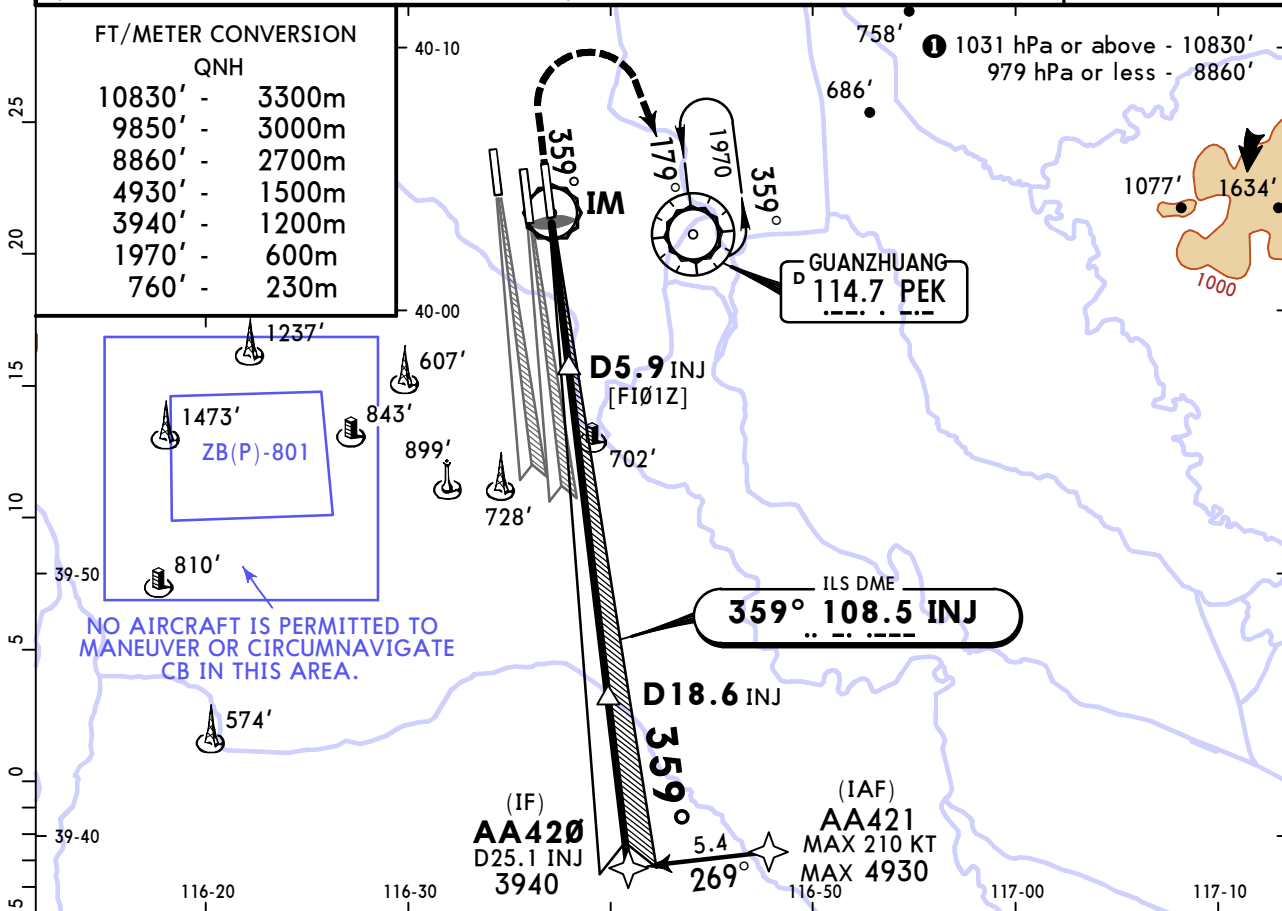 FT/METER CONVERSION
QNH
10830' - 3300m
9850' - 3000m
8860' - 2700m
4930' - 1500m
3940' - 1200m
1970' - 600m
760' - 230m
40-10
758'
❶ 1031 hPa or above - 10830'
979 hPa or less - 8860'
686'
25
359°
179°
1970
359°
IM
1077'
1634'
1000
20
GUANZHUANG
D 114.7 PEK
40-00
1237'
607'
15
D5.9 INJ
[FIØ1Z]
1473'
843'
ZB(P)-801
899'
702'
728'
10
39-50
810'
ILS DME
359° 108.5 INJ
NO AIRCRAFT IS PERMITTED TO
MANEUVER OR CIRCUMNAVIGATE
CB IN THIS AREA.
5
574'
D18.6 INJ
359°
0
(IF)
AA42Ø
D25.1 INJ
3940
(IAF)
AA421
MAX 210 KT
MAX 4930
5.4
269°
39-40
5
116-20
116-30
116-50
117-00
117-10